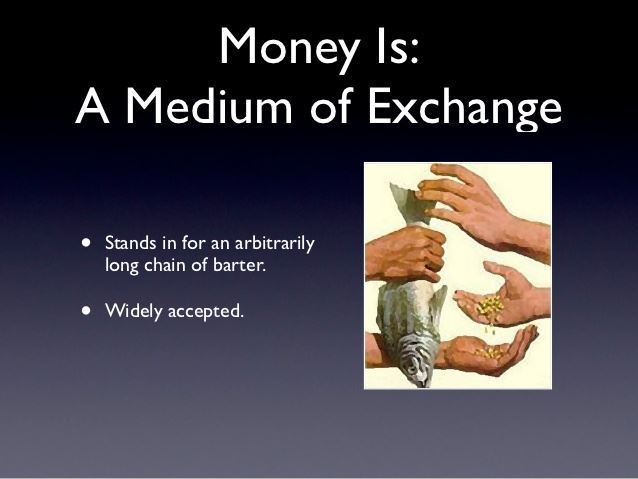 Money Is:
A Medium of Exchange
• Stands in for an arbitrarily
long chain of barter.
• Widely accepted.